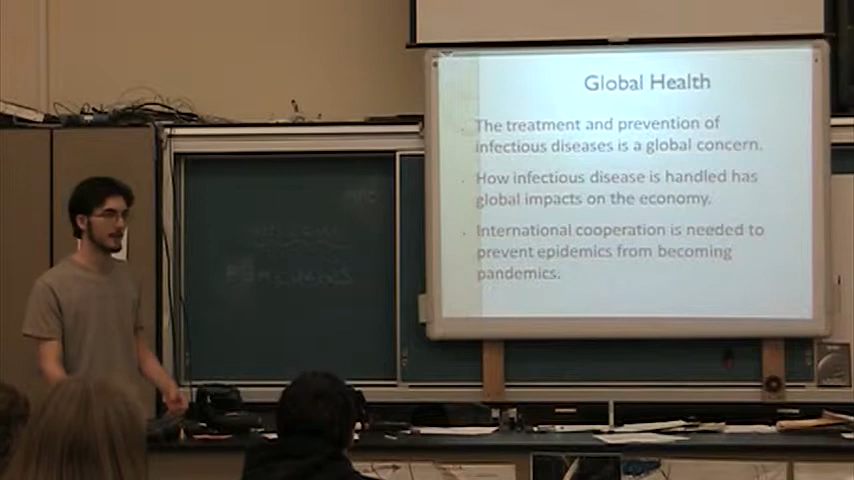 Global Health
The treatment and prevention of
infectious diseases is a global concern.
How infectious disease is handled has
global impacts on the economy.
International cooperation is needed to
prevent epidemics from becoming
pandemics.